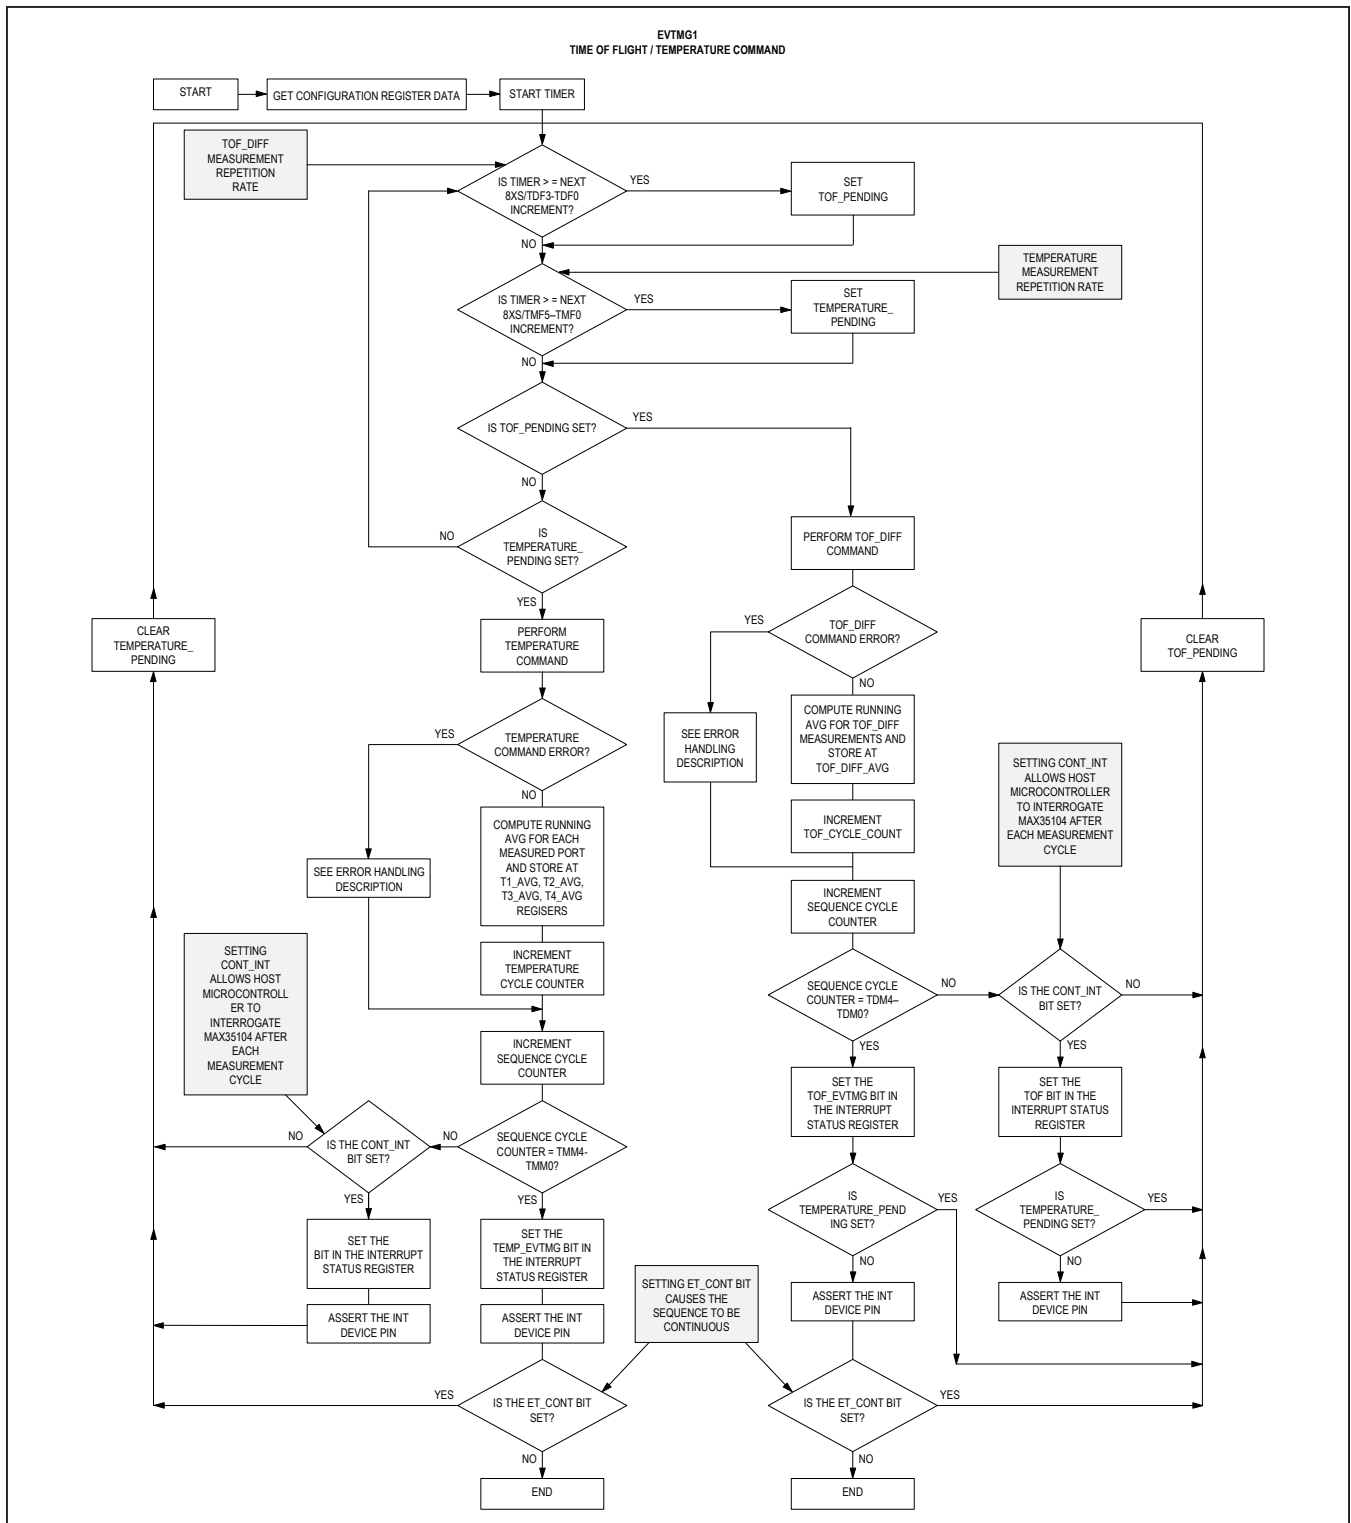 EVTMG1
TIME OF FLIGHT / TEMPERATURE COMMAND
START
GET CONFIGURATION REGISTER DATA
START TIMER
TOF_DIFF
MEASUREMENT
REPETITION
RATE
IS TIMER > = NEXT
8XS/TDF3-TDF0
INCREMENT?
YES
SET
TOF_PENDING
NO
TEMPERATURE
MEASUREMENT
REPETITION RATE
IS TIMER > = NEXT
8XS/TMF5–TMF0
INCREMENT?
YES
SET
TEMPERATURE_
PENDING
NO
IS TOF_PENDING SET?
YES
NO
IS
TEMPERATURE_
PENDING SET?
NO
YES
PERFORM TOF_DIFF
COMMAND
CLEAR
TEMPERATURE_
PENDING
PERFORM
TEMPERATURE
COMMAND
YES
TOF_DIFF
COMMAND ERROR?
NO
CLEAR
TOF_PENDING
YES
TEMPERATURE
COMMAND ERROR?
NO
SEE ERROR
HANDLING
DESCRIPTION
COMPUTE RUNNING
AVG FOR TOF_DIFF
MEASUREMENTS AND
STORE AT
TOF_DIFF_AVG
SETTING CONT_INT
ALLOWS HOST
MICROCONTROLLER
TO INTERROGATE
MAX35104 AFTER
EACH MEASUREMENT
CYCLE
SEE ERROR HANDLING
DESCRIPTION
COMPUTE RUNNING
AVG FOR EACH
MEASURED PORT
AND STORE AT
T1_AVG, T2_AVG,
T3_AVG, T4_AVG
REGISERS
INCREMENT
TOF_CYCLE_COUNT
INCREMENT
SEQUENCE CYCLE
COUNTER
SETTING
CONT_INT
ALLOWS HOST
MICROCONTROLL
ER TO
INTERROGATE
MAX35104 AFTER
EACH
MEASUREMENT
CYCLE
INCREMENT
TEMPERATURE
CYCLE COUNTER
SEQUENCE CYCLE
COUNTER = TDM4–
TDM0?
NO
YES
IS THE CONT_INT
BIT SET?
NO
YES
INCREMENT
SEQUENCE CYCLE
COUNTER
SET THE
TOF_EVTMG BIT IN
THE INTERRUPT
STATUS REGISTER
SET THE
TOF BIT IN THE
INTERRUPT STATUS
REGISTER
NO
IS THE CONT_INT
BIT SET?
YES
NO
SEQUENCE CYCLE
COUNTER = TMM4-
TMM0?
YES
IS
TEMPERATURE_PEND
ING SET?
YES
NO
IS
TEMPERATURE_
PENDING SET?
YES
NO
SET THE
BIT IN THE INTERRUPT
STATUS REGISTER
SET THE
TEMP_EVTMG BIT IN
THE INTERRUPT
STATUS REGISTER
SETTING ET_CONT BIT
CAUSES THE
SEQUENCE TO BE
CONTINUOUS
ASSERT THE INT
DEVICE PIN
ASSERT THE INT
DEVICE PIN
ASSERT THE INT
DEVICE PIN
ASSERT THE INT
DEVICE PIN
YES
IS THE ET_CONT BIT
SET?
NO
IS THE ET_CONT BIT
SET?
YES
NO
END
END